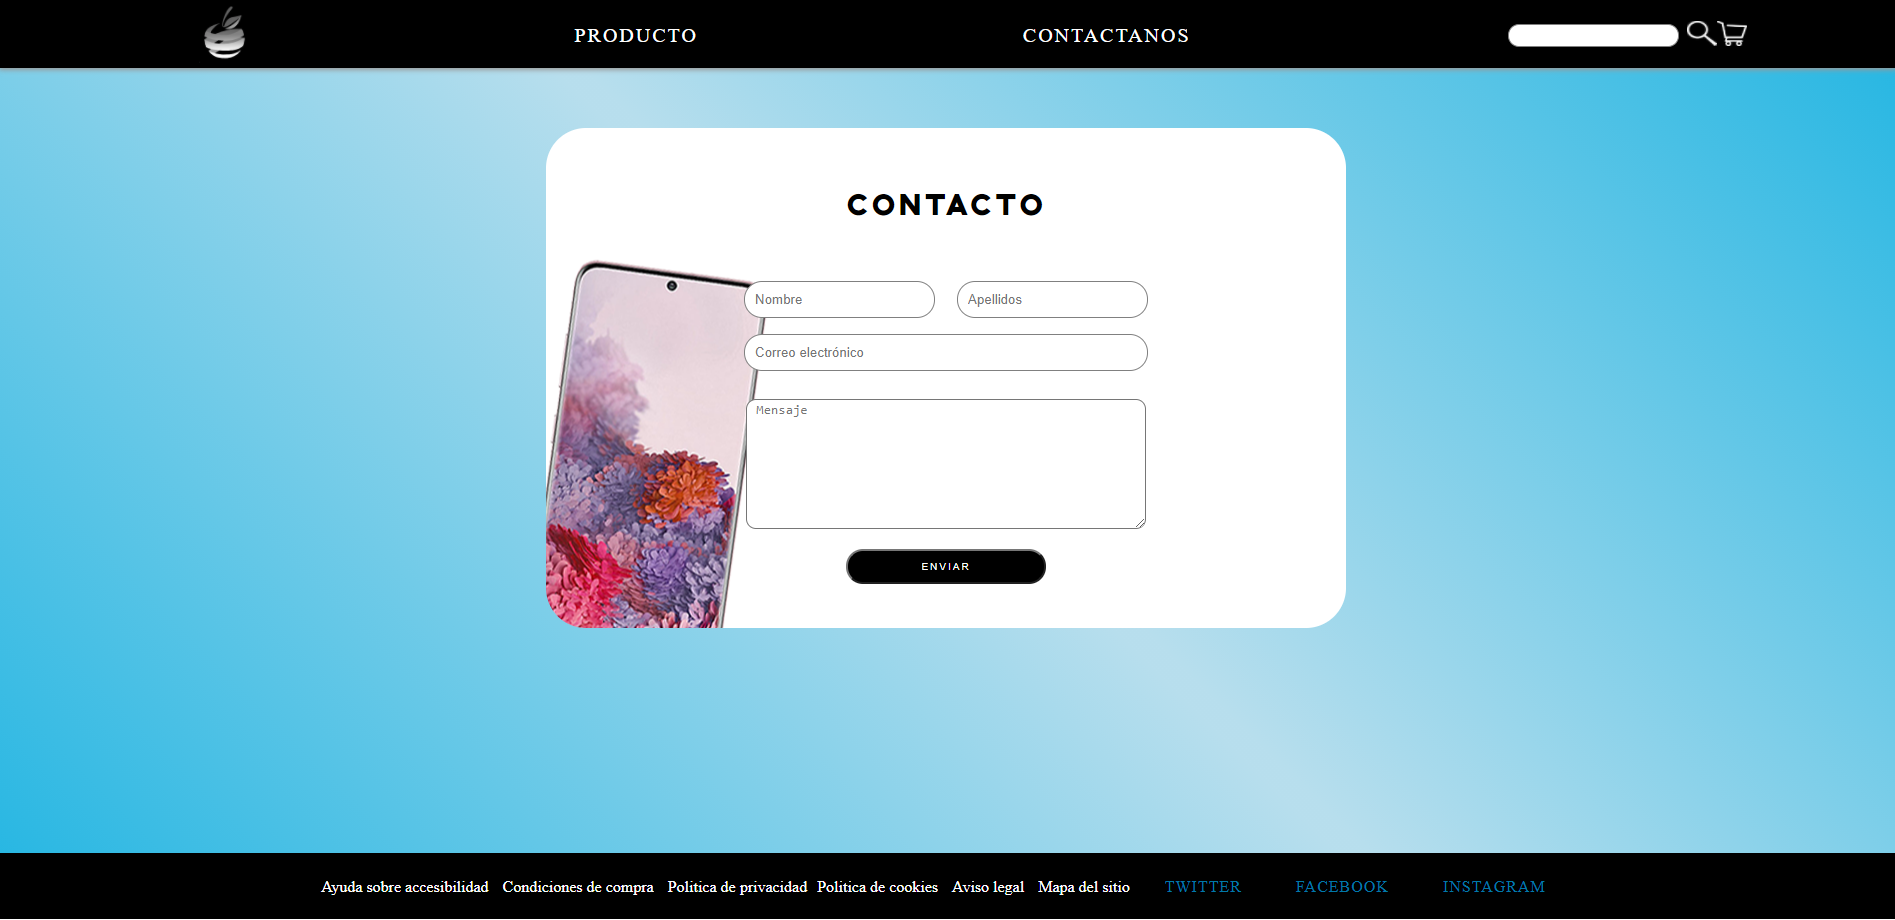 PRODUCTO CONTACTANOS
CONTACTO
Nombre Apellidos
Correo electrónico
Mensaje
ENVIAR
Ayuda sobre accesibilidad Condiciones de compra Politica de privacidad Politica de cookies Aviso legal Mapa del sitio TWITTER FACEBOOK INSTAGRAM